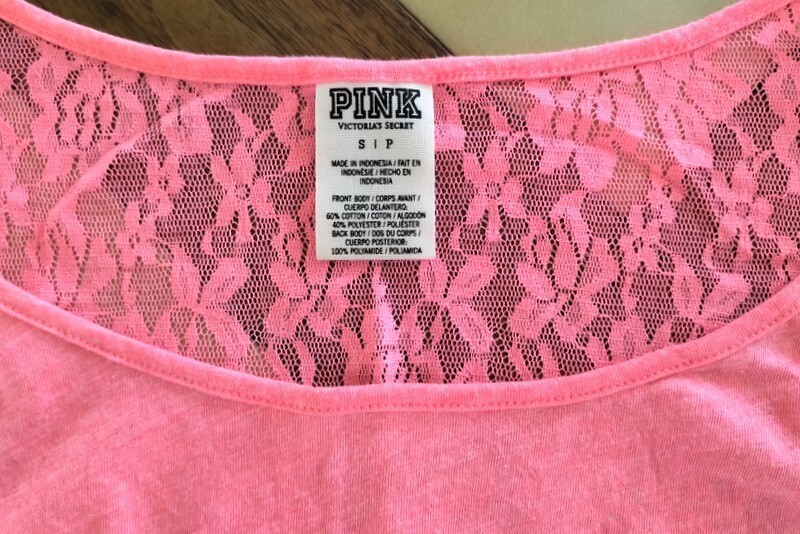 PINK
VICTORIA'S SECRET
S | P
MADE IN INDONESIA / FAIT EN
INDONÉSIE / HECHO EN
INDONESIA
FRONT BODY / CORPS AVANT /
CUERPO DELANTERO:
60% COTTON / COTON / ALGODÓN
40% POLYESTER / POLIÉSTER
BACK BODY / DOS DU CORPS /
CUERPO POSTERIOR:
100% POLYAMIDE / POLIAMIDA